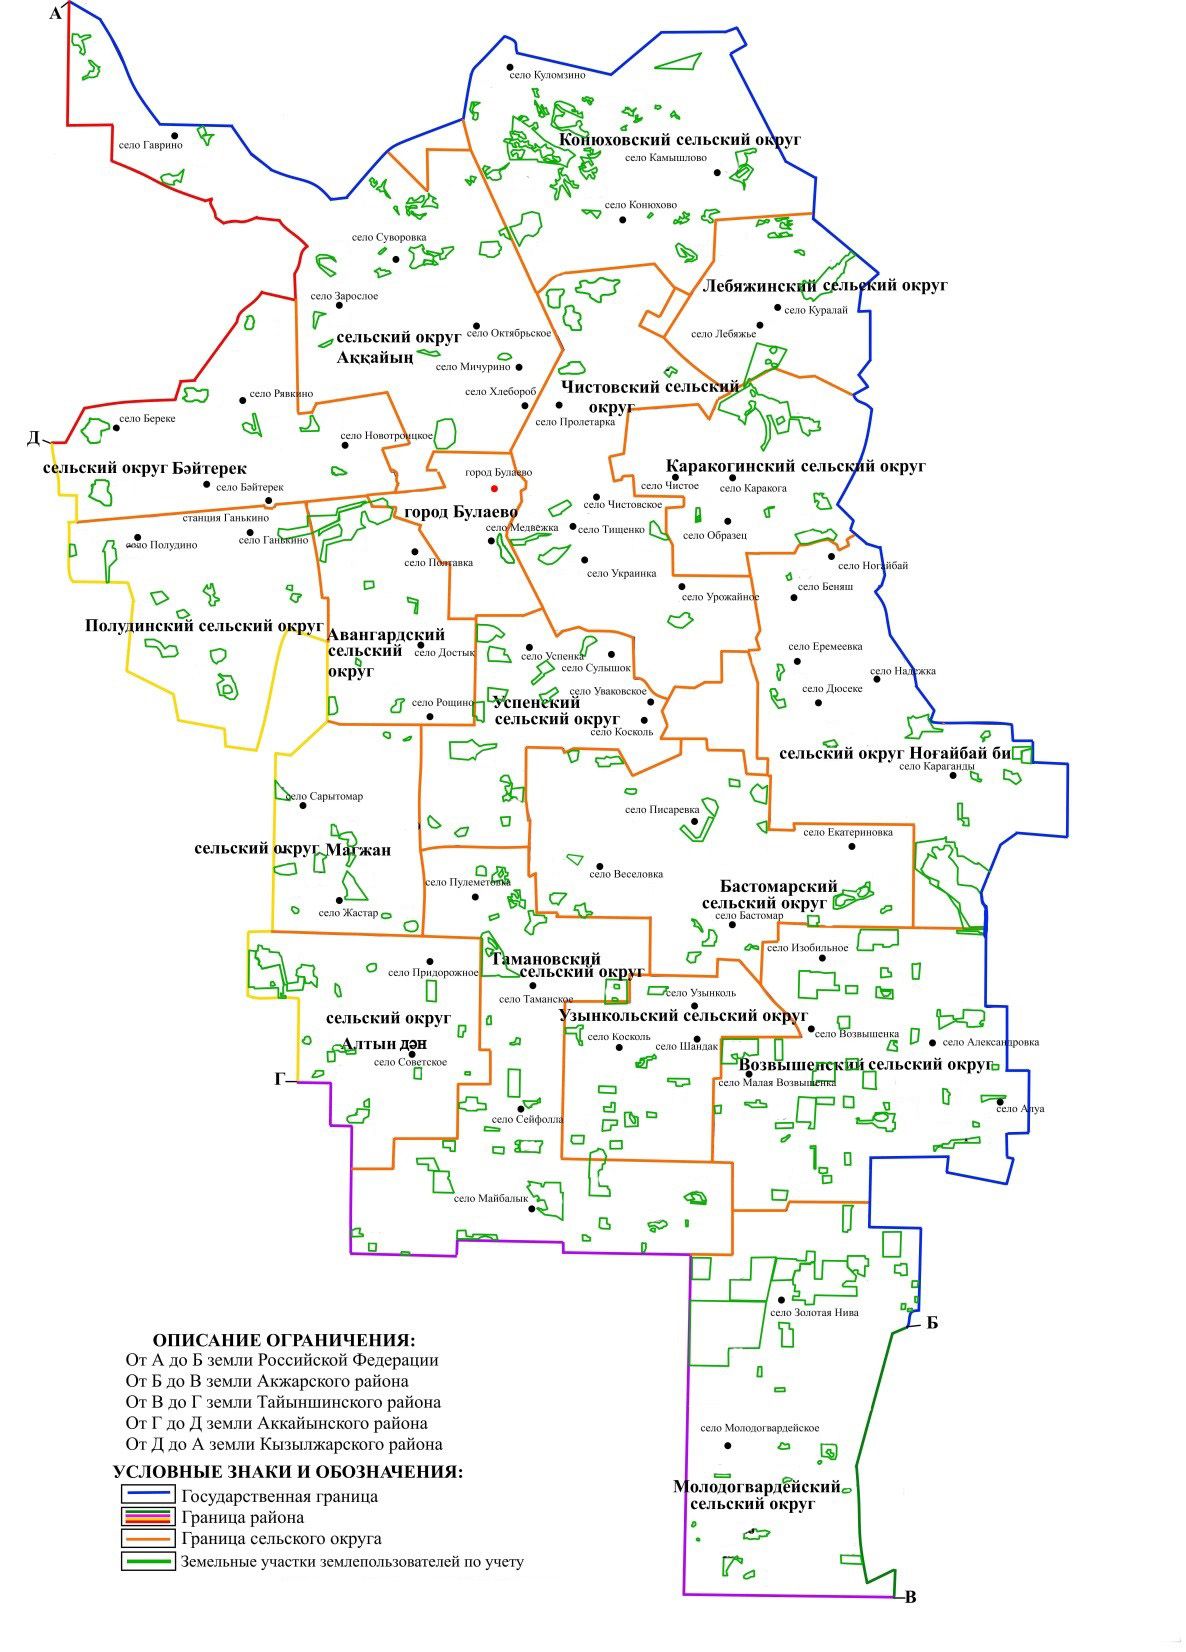 А
село Куломзино
село Гаврино
Конюховский сельский округ
село Камышлово
село Конюхово
село Суворовка
Лебяжинский сельский округ
село Зарослое
село Куралай
село Лебяжье
село Октябрьское
сельский округ
Аққайың
село Мичурино
село Хлебороб
Чистовский сельский
округ
село Рявкино
село Пролетарка
село Береке
Д
село Новотроицкое
сельский округ Бәйтерек
город Булаево
Каракогинский сельский округ
село Бәйтерек
село Чистое
село Каракога
город Булаево
село Чистовское
станция Ганькино
село Медвежка
село Тищенко
село Ганькино
село Образец
село Полудино
село Полтавка
село Украинка
село Ногайбай
село Беняш
село Урожайное
Полудинский сельский округ
Авангардский
сельский
округ
село Достык
село Успенка
село Сулышок
село Еремеевка
село Надежка
село Уваковское
село Дюсеке
село Рощино
Успенский
сельский округ
село Косколь
сельский округ Ноғайбай би
село Караганды
село Сарытомар
село Писаревка
село Екатериновка
сельский округ Магжан
село Веселовка
село Пулеметовка
Бастомарский
сельский округ
село Жастар
село Бастомар
село Изобильное
Тамановский
сельский округ
село Придорожное
село Таманское
село Узынколь
сельский округ
Алтын дән
Узынкольский сельский округ
село Косколь
село Шандак
село Возвышенка
село Александровка
село Советское
Возвышенский сельский округ
Г
село Малая Возвышенка
село Алуа
село Сейфолла
село Майбалык
село Золотая Нива
Б
ОПИСАНИЕ ОГРАНИЧЕНИЯ:
От А до Б земли Российской Федерации
От Б до В земли Акжарского района
От В до Г земли Тайыншинского района
От Г до Д земли Аккайынского района
От Д до А земли Кызылжарского района
село Молодогвардейское
Молодогвардейский
сельский округ
УСЛОВНЫЕ ЗНАКИ И ОБОЗНАЧЕНИЯ:
Государственная граница
Граница района
Граница сельского округа
Земельные участки землепользователей по учету
В